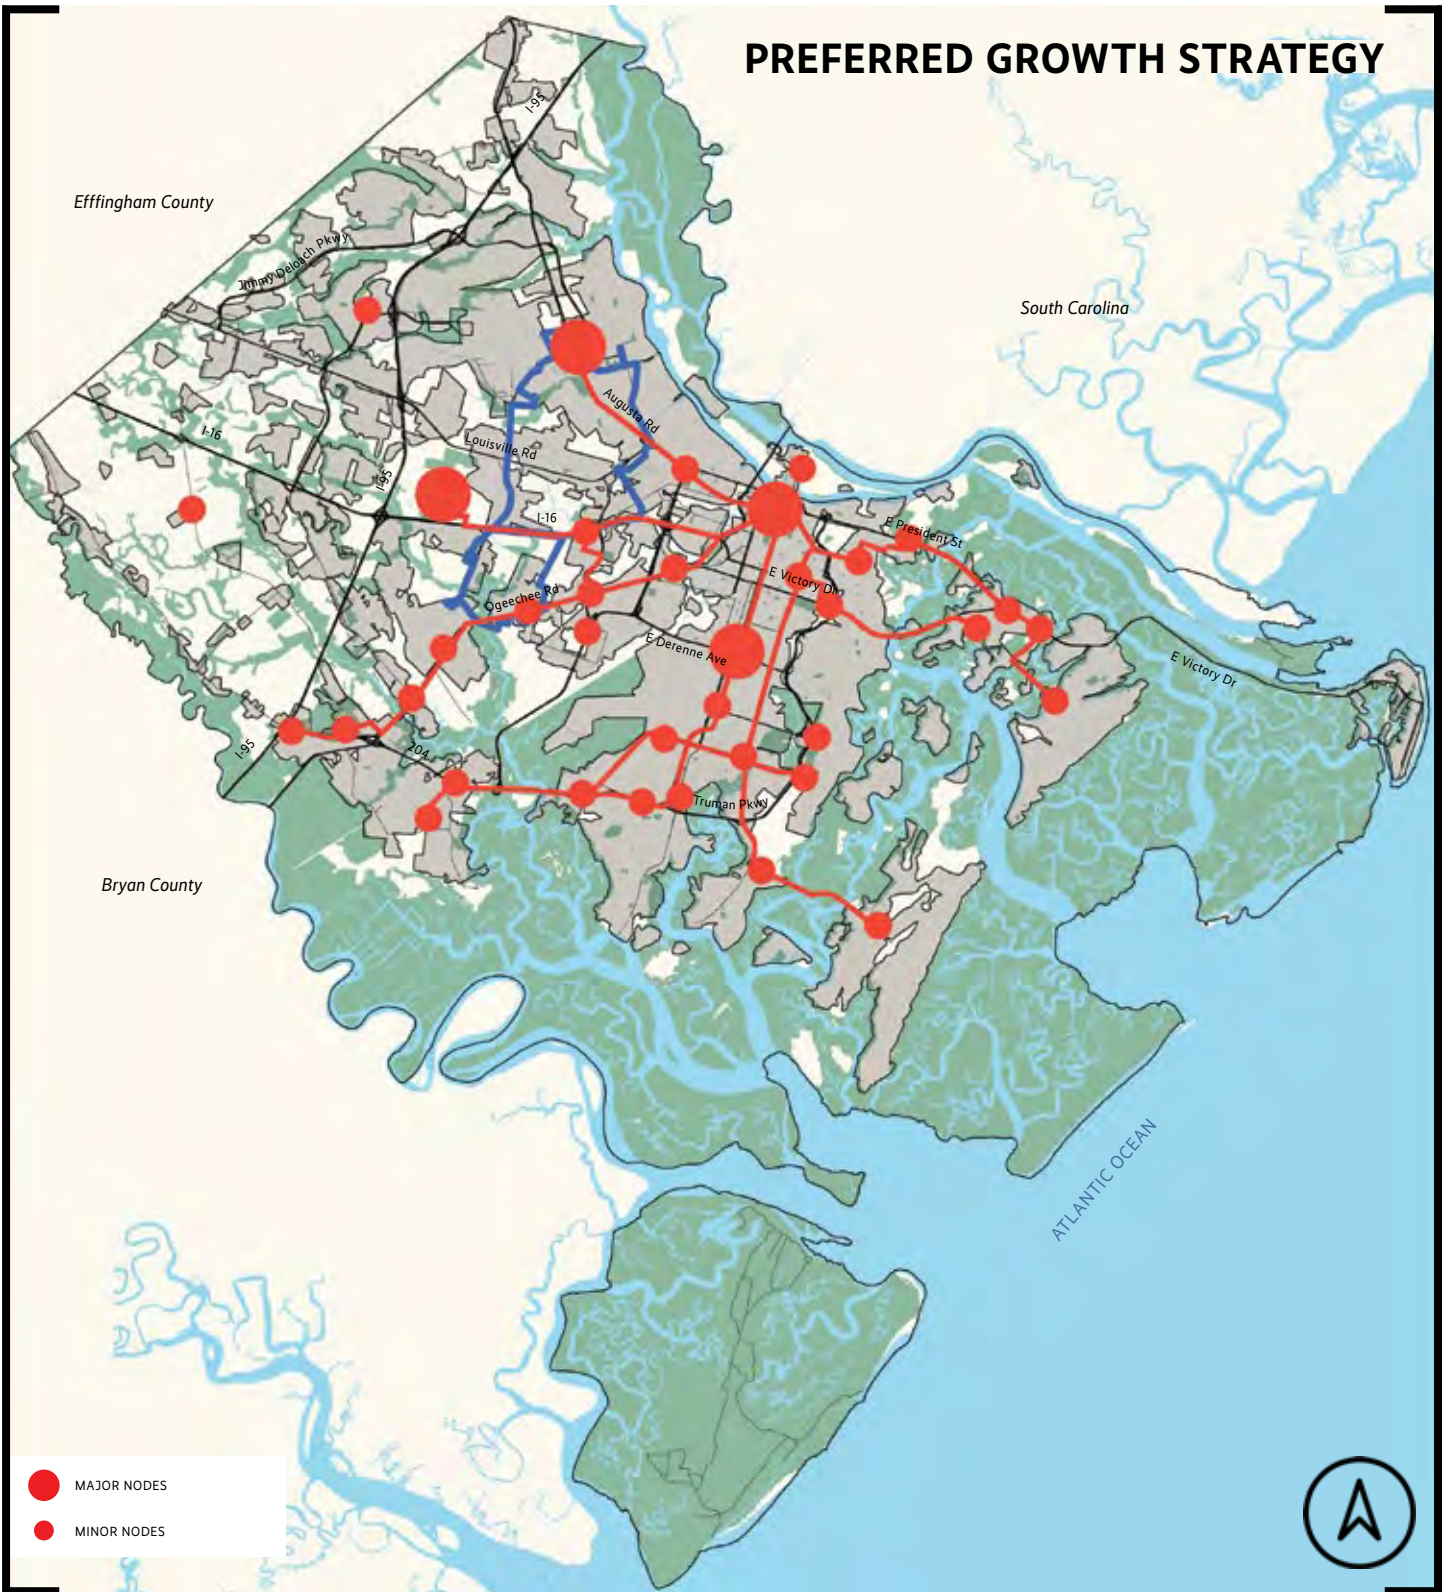 PREFERRED GROWTH STRATEGY
I-95
Efffingham County
Jimmy Deloach Pkwy
South Carolina
Augusta Rd
I-16
Louisville Rd
I-95
I-16
E President St
E Victory Dr
Ogeechee Rd
E Derenne Ave
E Victory Dr
I-95
204
Truman Pkwy
Bryan County
ATLANTIC OCEAN
MAJOR NODES
MINOR NODES